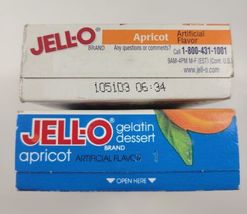 JELL-O
BRAND
Apricot
Artificial
Flavor
Any questions or comments?
Call 1-800-431-1001
9AM-4PM M-F (EST) (Cont. U.S.)
www.jell-o.com
105103 06:34
JELL-O gelatin
dessert
BRAND
apricot ARTIFICIAL FLAVOR
OPEN HERE